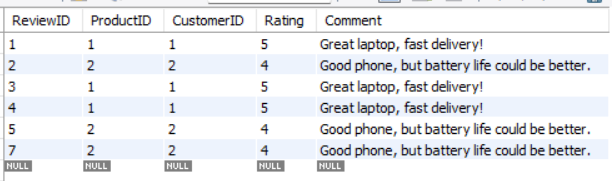 ReviewID ProductID CustomerID Rating Comment
1 1 1 5 Great laptop, fast delivery!
2 2 2 4 Good phone, but battery life could be better.
3 1 1 5 Great laptop, fast delivery!
4 1 1 5 Great laptop, fast delivery!
5 2 2 4 Good phone, but battery life could be better.
7 2 2 4 Good phone, but battery life could be better.
NULL NULL NULL NULL NULL